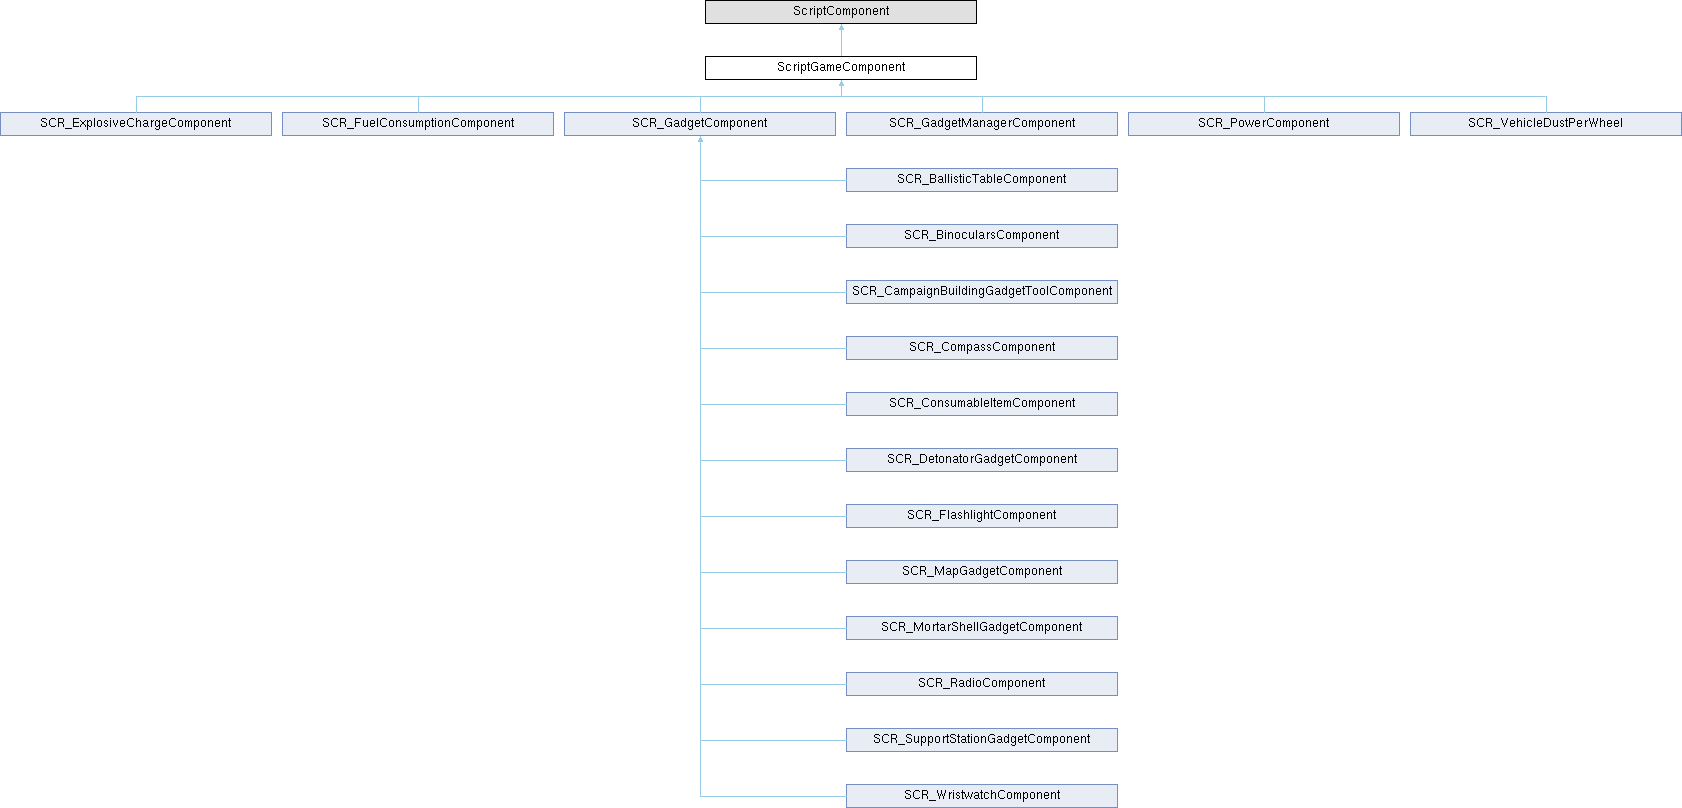 ScriptComponent
ScriptGameComponent
SCR_ExplosiveChargeComponent
SCR_FuelConsumptionComponent
SCR_GadgetComponent
SCR_GadgetManagerComponent
SCR_PowerComponent
SCR_VehicleDustPerWheel
SCR_BallisticTableComponent
SCR_BinocularsComponent
SCR_CampaignBuildingGadgetToolComponent
SCR_CompassComponent
SCR_ConsumableItemComponent
SCR_DetonatorGadgetComponent
SCR_FlashlightComponent
SCR_MapGadgetComponent
SCR_MortarShellGadgetComponent
SCR_RadioComponent
SCR_SupportStationGadgetComponent
SCR_WristwatchComponent